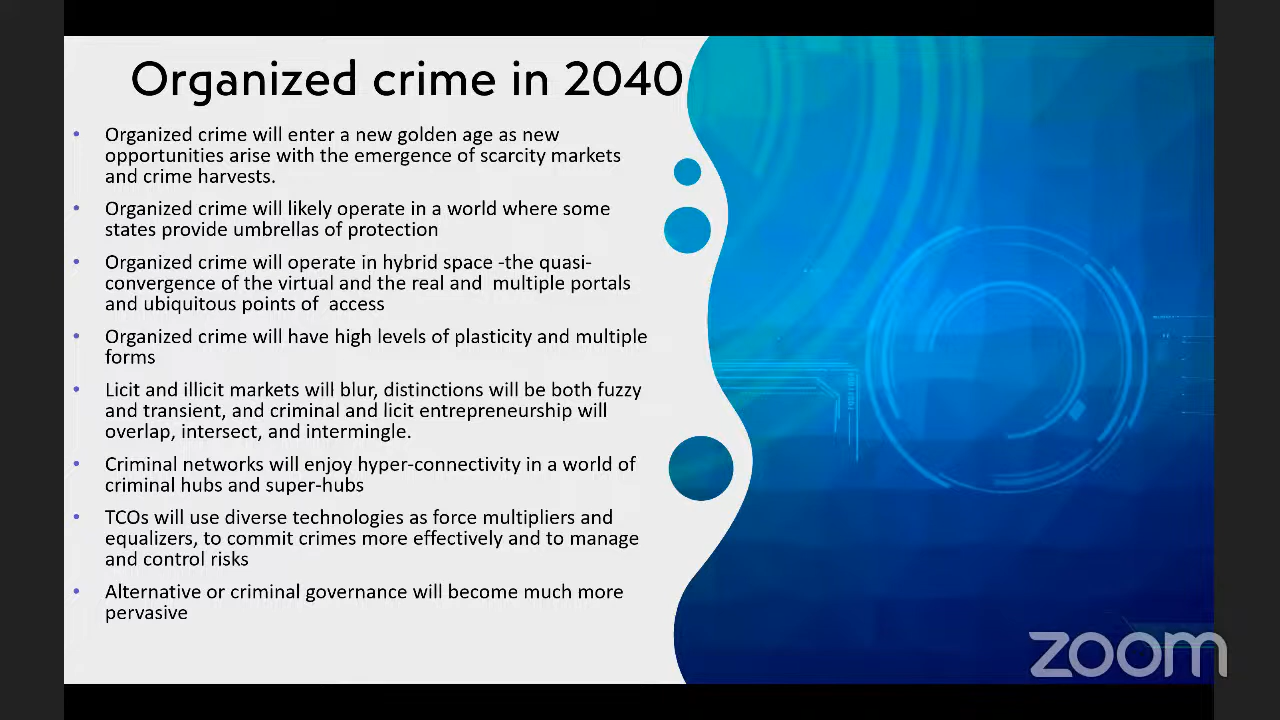 Organized crime in 2040
• Organized crime will enter a new golden age as new
opportunities arise with the emergence of scarcity markets
and crime harvests.
• Organized crime will likely operate in a world where some
states provide umbrellas of protection
• Organized crime will operate in hybrid space -the quasi-
convergence of the virtual and the real and  multiple portals
and ubiquitous points of  access
• Organized crime will have high levels of plasticity and multiple
forms
• Licit and illicit markets will blur, distinctions will be both fuzzy
and transient, and criminal and licit entrepreneurship will
overlap, intersect, and intermingle.
• Criminal networks will enjoy hyper-connectivity in a world of
criminal hubs and super-hubs
• TCOs will use diverse technologies as force multipliers and
equalizers, to commit crimes more effectively and to manage
and control risks
• Alternative or criminal governance will become much more
pervasive
zoom